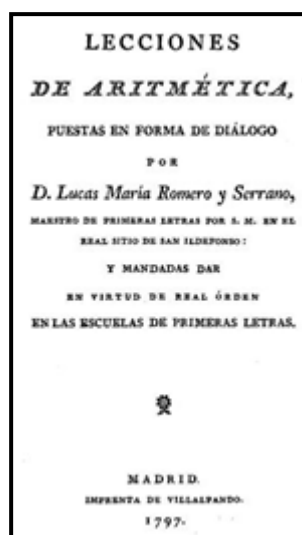 LECCIONES
DE ARITMÉTICA,
PUESTAS EN FORMA DE DIÁLOGO
POR
D. Lucas María Romero y Serrano,
MAESTRO DE PRIMERAS LETRAS POR S. M. EN EL
REAL SITIO DE SAN ILDEFONSO:
Y MANDADAS DAR
EN VIRTUD DE REAL ÓRDEN
EN LAS ESCUELAS DE PRIMERAS LETRAS.
MADRID.
IMPRENTA DE VILLALPANDO.
1797.